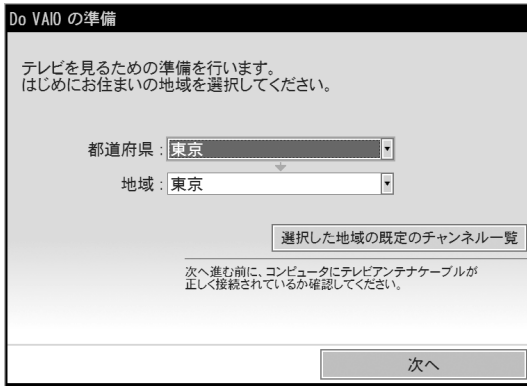 Do VAIO の準備
テレビを見るための準備を行います。
はじめにお住まいの地域を選択してください。
都道府県 : 東京
地域 : 東京
選択した地域の既定のチャンネル一覧
次へ進む前に、コンピュータにテレビアンテナケーブルが
正しく接続されているか確認してください。
次へ